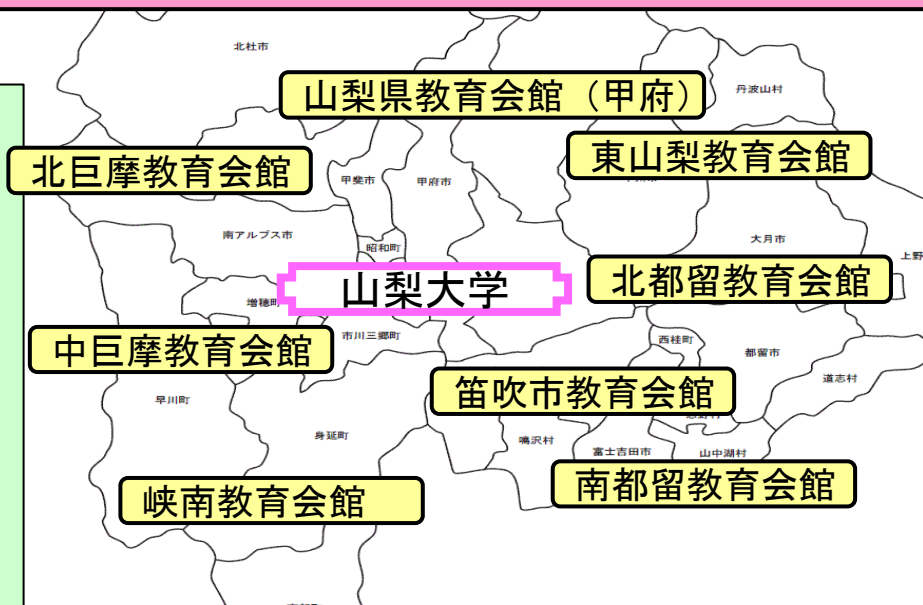 北杜市
山梨県教育会館（甲府）
丹波山村
北巨摩教育会館
甲斐市
甲府市
東山梨教育会館
南アルプス市
昭和町
大月市
上野
山梨大学
北都留教育会館
増穂町
市川三郷町
西桂町
中巨摩教育会館
都留市
道志村
笛吹市教育会館
早川町
身延町
鳴沢村
富士吉田市
山中湖村
南都留教育会館
峡南教育会館